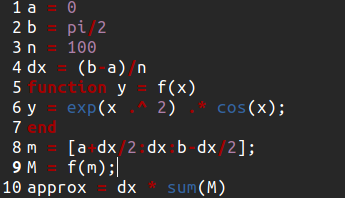 1 a = 0
2 b = pi/2
3 n = 100
4 dx = (b-a)/n
5 function y = f(x)
6 y = exp(x .^ 2) .* cos(x);
7 end
8 m = [a+dx/2:dx:b-dx/2];
9 M = f(m);
10 approx = dx * sum(M)